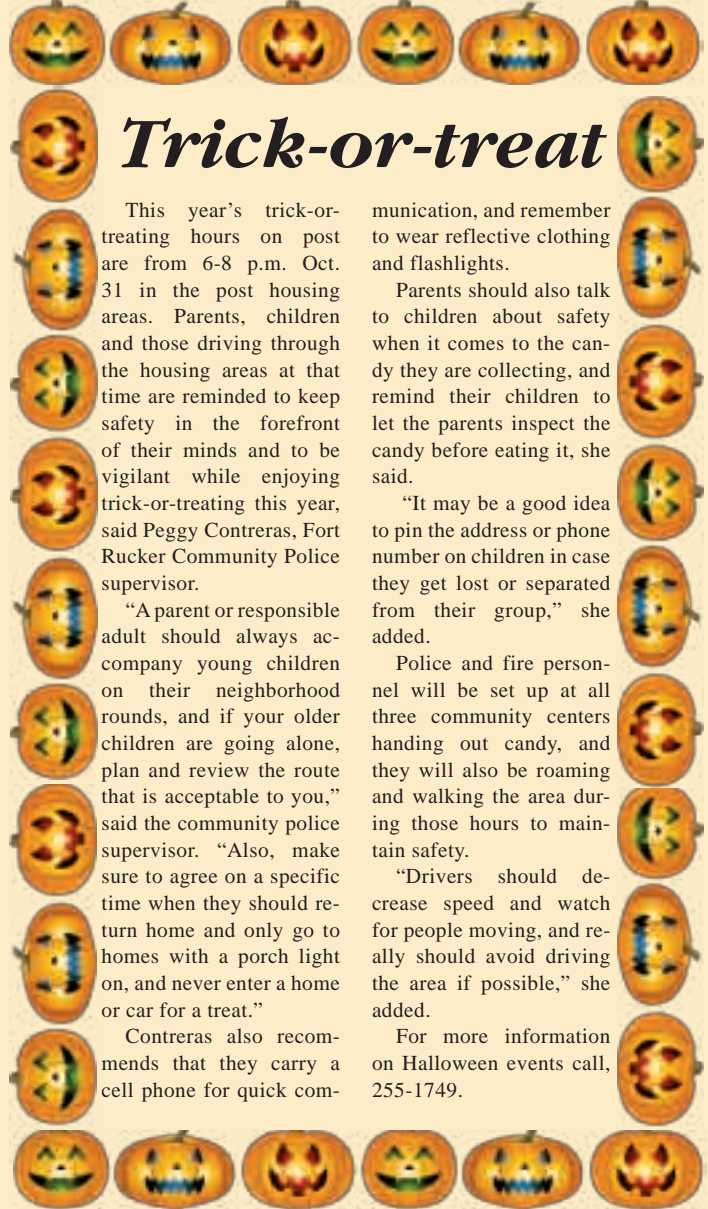 Trick-or-treat
This year’s trick-or-
treating hours on post
are from 6-8 p.m. Oct.
31 in the post housing
areas. Parents, children
and those driving through
the housing areas at that
time are reminded to keep
safety in the forefront
of their minds and to be
vigilant while enjoying
trick-or-treating this year,
said Peggy Contreras, Fort
Rucker Community Police
supervisor.
“A parent or responsible
adult should always ac-
company young children
on their neighborhood
rounds, and if your older
children are going alone,
plan and review the route
that is acceptable to you,”
said the community police
supervisor. “Also, make
sure to agree on a specific
time when they should re-
turn home and only go to
homes with a porch light
on, and never enter a home
or car for a treat.”
Contreras also recom-
mends that they carry a
cell phone for quick com-
munication, and remember
to wear reflective clothing
and flashlights.
Parents should also talk
to children about safety
when it comes to the can-
dy they are collecting, and
remind their children to
let the parents inspect the
candy before eating it, she
said.
“It may be a good idea
to pin the address or phone
number on children in case
they get lost or separated
from their group,” she
added.
Police and fire person-
nel will be set up at all
three community centers
handing out candy, and
they will also be roaming
and walking the area dur-
ing those hours to main-
tain safety.
“Drivers should de-
crease speed and watch
for people moving, and re-
ally should avoid driving
the area if possible,” she
added.
For more information
on Halloween events call,
255-1749.